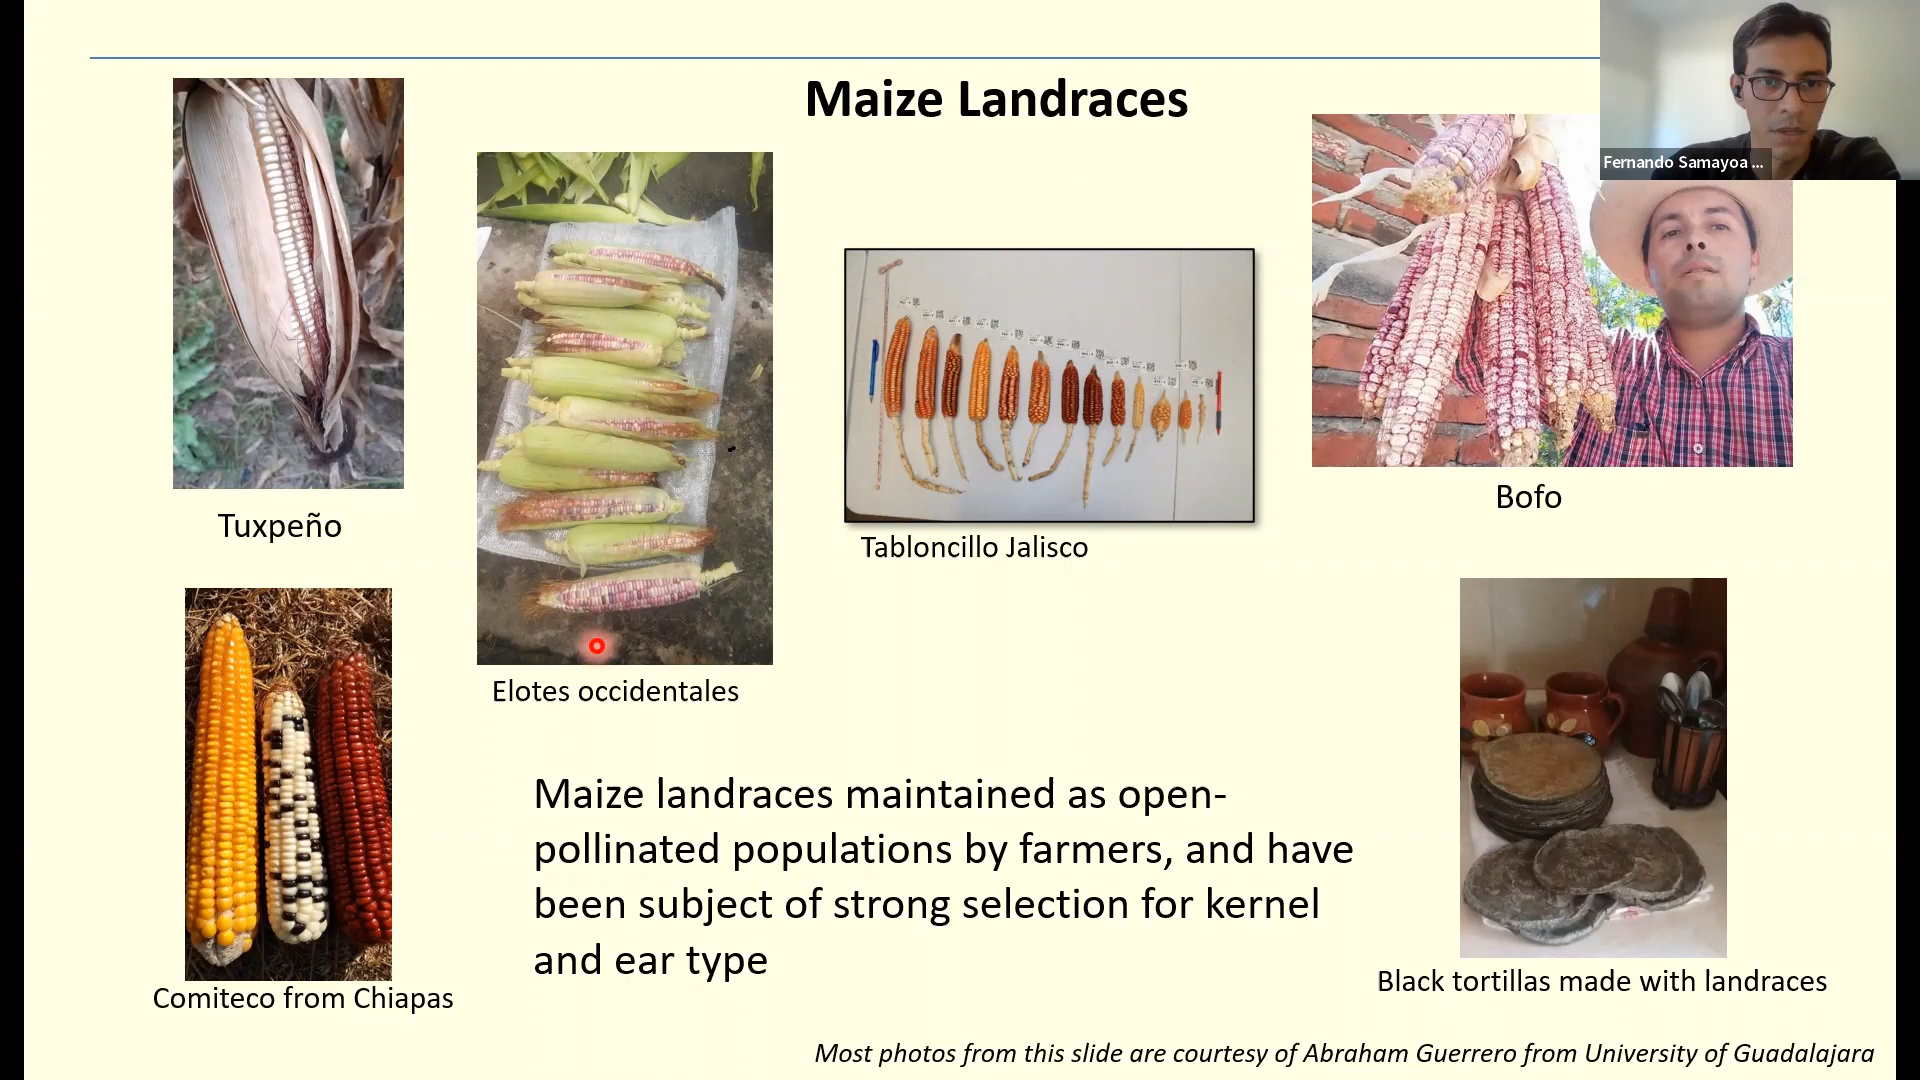 Maize Landraces
Fernando Samayoa ...
Tuxpeño
Elotes occidentales
Tabloncillo Jalisco
Bofo
Comiteco from Chiapas
Maize landraces maintained as open-
pollinated populations by farmers, and have
been subject of strong selection for kernel
and ear type
Black tortillas made with landraces
Most photos from this slide are courtesy of Abraham Guerrero from University of Guadalajara